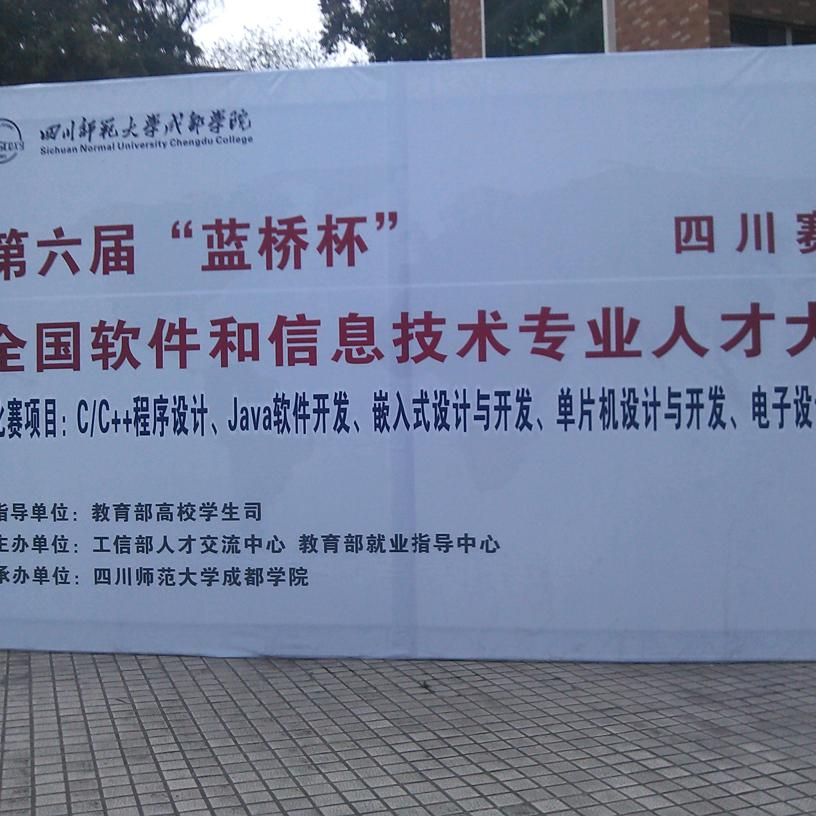 四川师范大学成都学院
Sichuan Normal University Chengdu College
第六届“蓝桥杯” 四川赛
全国软件和信息技术专业人才大
比赛项目：C/C++程序设计、Java软件开发、嵌入式设计与开发、单片机设计与开发、电子设
指导单位：教育部高校学生司
主办单位：工信部人才交流中心 教育部就业指导中心
承办单位：四川师范大学成都学院